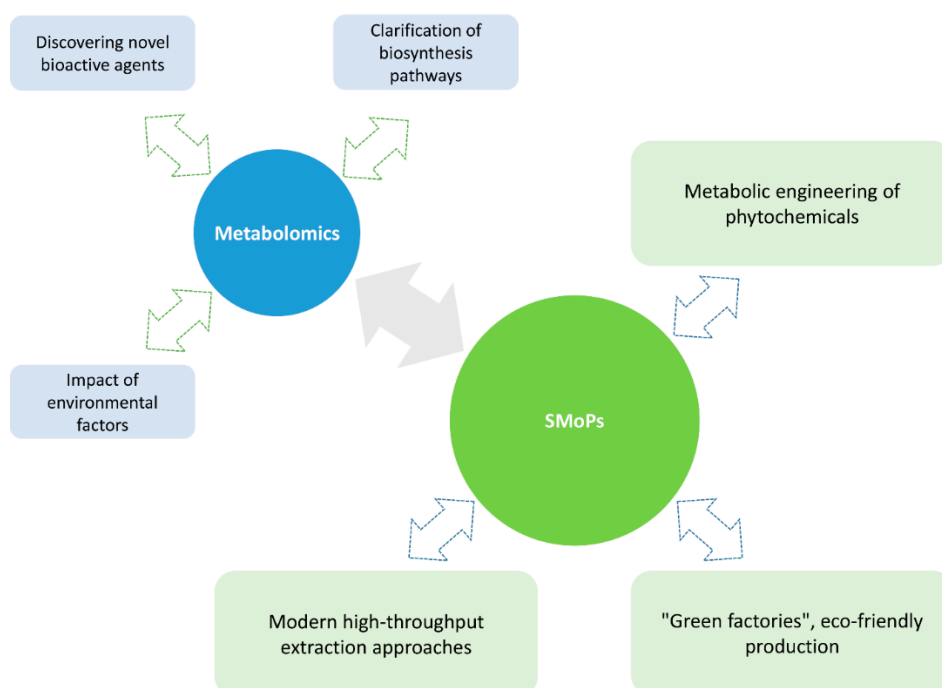 Discovering novel
bioactive agents
Clarification of
biosynthesis
pathways
Metabolomics
Metabolic engineering of
phytochemicals
Impact of
environmental
factors
SMoPs
Modern high-throughput
extraction approaches
"Green factories", eco-friendly
production